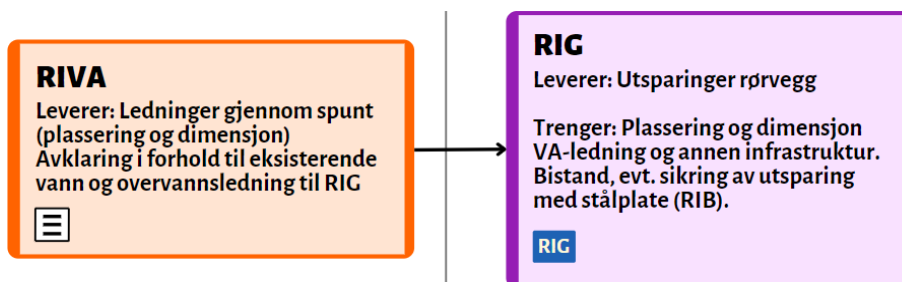 RIVA
Leverer: Ledninger gjennom spunt
(plassering og dimensjon)
Avklaring i forhold til eksisterende
vann og overvannsledning til RIG
RIG
Leverer: Utsparinger rørvegg
Trenger: Plassering og dimensjon
VA-ledning og annen infrastruktur.
Bistand, evt. sikring av utsparing
med stålplate (RIB).
RIG